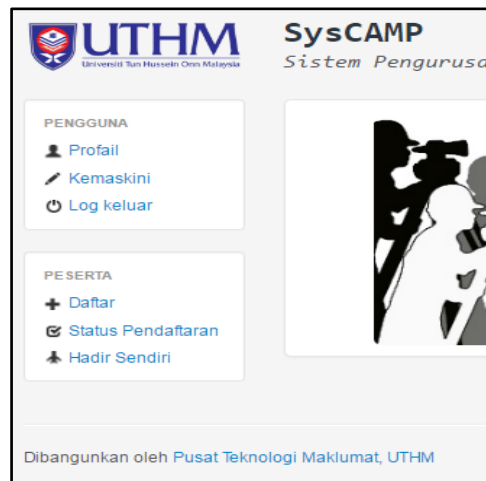 UTHM
Universiti Tun Hussein Onn Malaysia
SysCAMP
Sistem Pengurusa
PENGGUNA
Profail
Kemaskini
Log keluar
PESERTA
Daftar
Status Pendaftaran
Hadir Sendiri
Dibangunkan oleh Pusat Teknologi Maklumat, UTHM